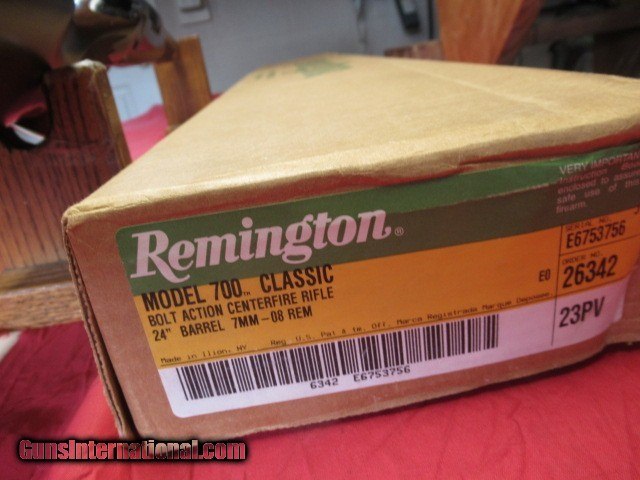 VERY IMPORTANT
Remington®
MODEL 700™ CLASSIC
BOLT ACTION CENTERFIRE RIFLE
24" BARREL 7MM-08 REM
E0
SERIAL NO.
E6753756
ORDER NO.
26342
23PV
Made in Ilion, NY Reg. U.S. Pat & tm. Off. Marca Registrada Marque Deposee
6342 E6753756
GunsInternational.com